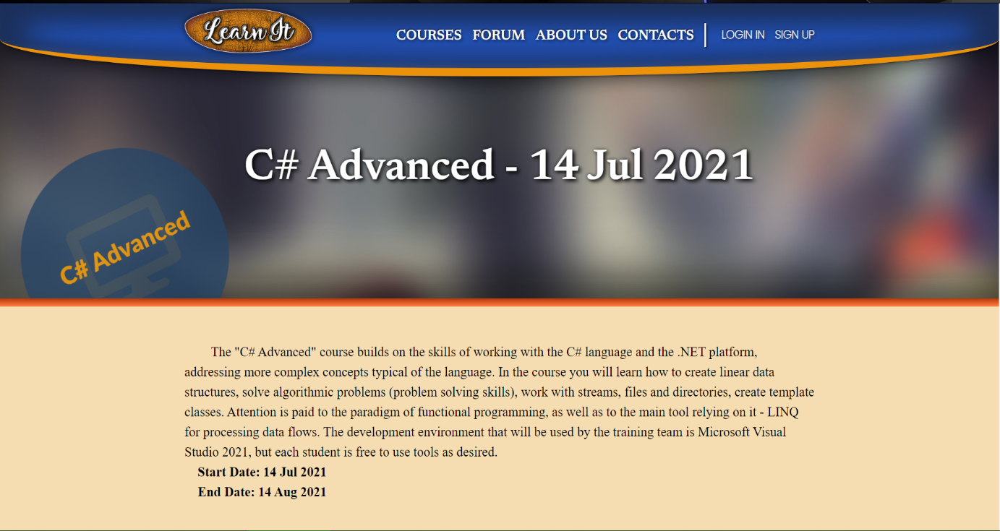 Learn It
COURSES FORUM ABOUT US CONTACTS LOGIN IN SIGN UP
C# Advanced - 14 Jul 2021
C# Advanced
The "C# Advanced" course builds on the skills of working with the C# language and the .NET platform,
addressing more complex concepts typical of the language. In the course you will learn how to create linear data
structures, solve algorithmic problems (problem solving skills), work with streams, files and directories, create template
classes. Attention is paid to the paradigm of functional programming, as well as to the main tool relying on it - LINQ
for processing data flows. The development environment that will be used by the training team is Microsoft Visual
Studio 2021, but each student is free to use tools as desired.
Start Date: 14 Jul 2021
End Date: 14 Aug 2021